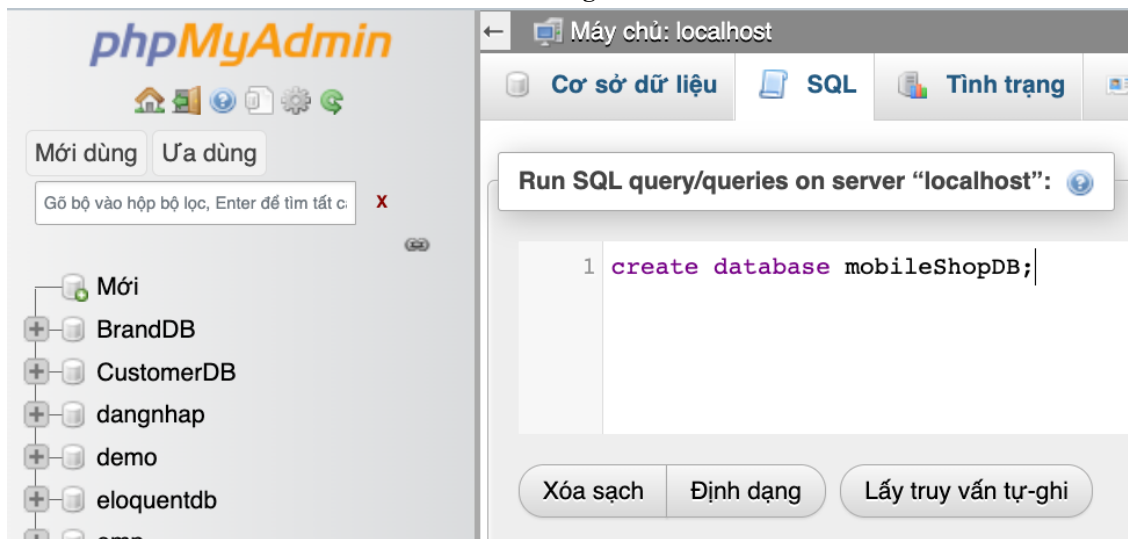 phpMyAdmin
Mới dùng Ưa dùng
Gõ bộ vào hộp bộ lọc, Enter để tìm tất c X
Mới
BrandDB
CustomerDB
dangnhap
demo
eloquentdb
← Máy chủ: localhost
Cơ sở dữ liệu SQL Tình trạng
Run SQL query/queries on server “localhost”:
1 create database mobileShopDB;
Xóa sạch Định dạng Lấy truy vấn tự-ghi